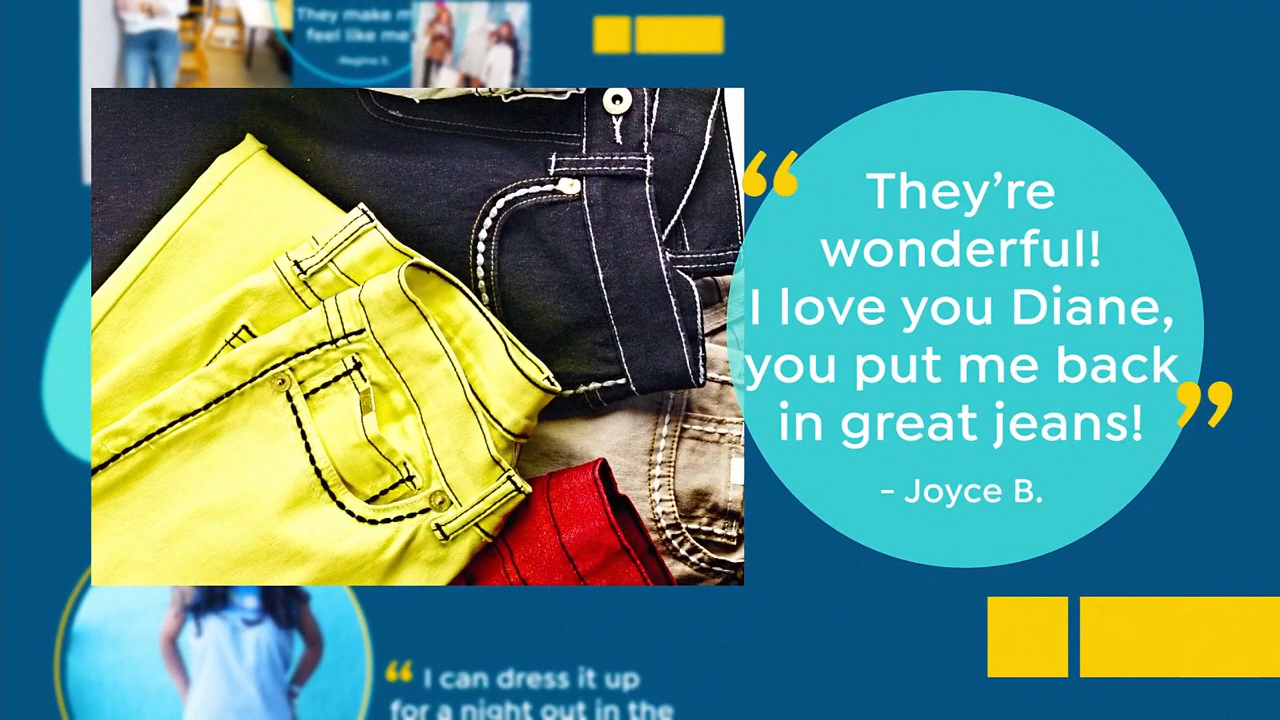 They make m
feel like me
-Regina S.
“They’re
wonderful!
I love you Diane,
you put me back
in great jeans!”
- Joyce B.
“I can dress it up
for a night out in the